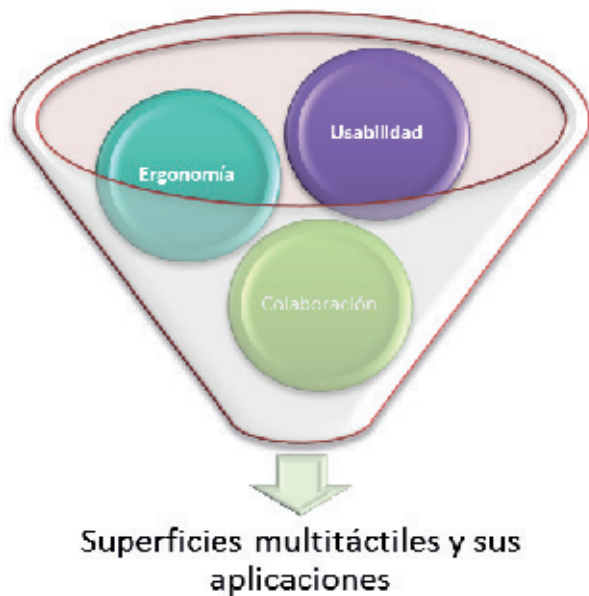 Usabilidad
Ergonomía
Colaboración
Superficies multitáctiles y sus
aplicaciones